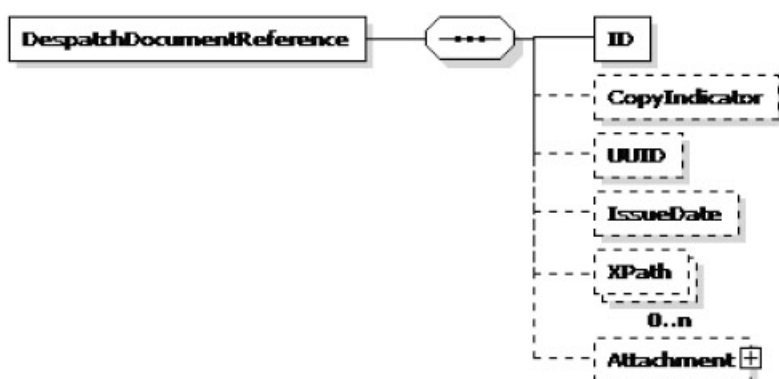 DespatchDocumentReference
ID
CopyIndicator
UUID
IssueDate
XPath
0..n
Attachment